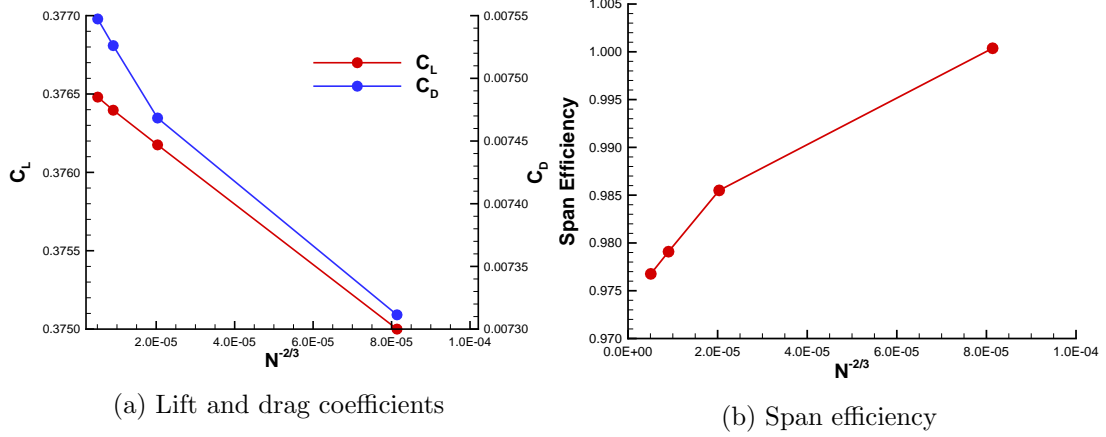 0.3770
0.3765
0.3760
0.3755
0.3750
C_L
0.00755
0.00750
0.00745
0.00740
0.00735
0.00730
C_D
C_L
C_D
2.0E-05 4.0E-05 6.0E-05 8.0E-05 1.0E-04
N^-2/3
(a) Lift and drag coefficients
1.005
1.000
0.995
0.990
0.985
0.980
0.975
0.970
Span Efficiency
0.0E+00 2.0E-05 4.0E-05 6.0E-05 8.0E-05 1.0E-04
N^-2/3
(b) Span efficiency